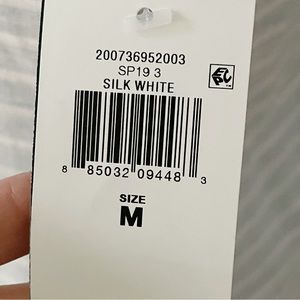 200736952003
SP19 3
SILK WHITE
8 85032 09448 3
SIZE
M